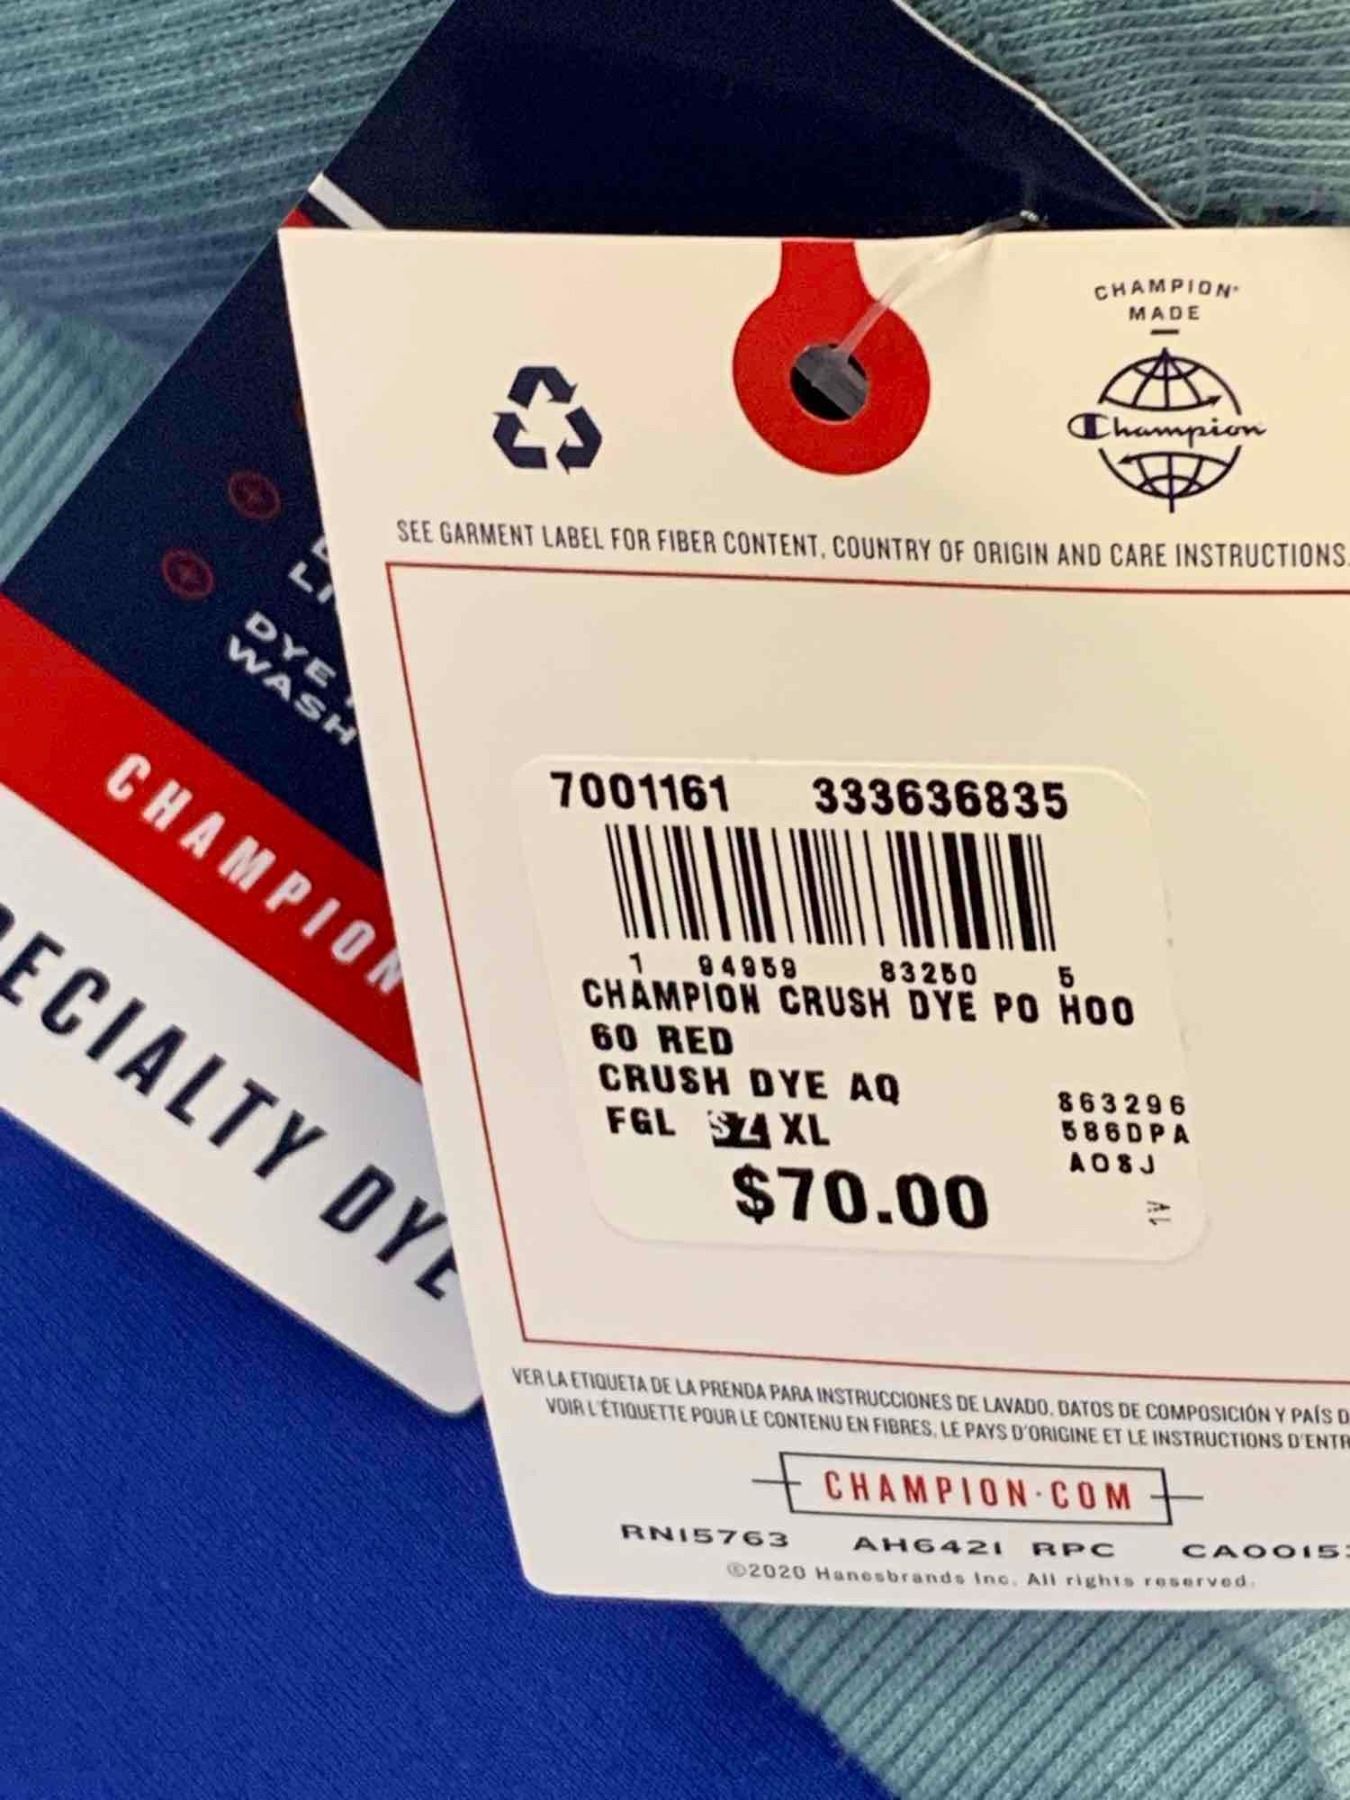 CHAMPION
MADE
Champion
SEE GARMENT LABEL FOR FIBER CONTENT, COUNTRY OF ORIGIN AND CARE INSTRUCTIONS.
DYE
WASH
CHAMPION
ECIALTY DYE
7001161 333636835
1 94959 83250 5
CHAMPION CRUSH DYE PO HOO
60 RED
CRUSH DYE AQ
FGL SZ XL
863296
586DPA
A08J
$70.00
A1
VER LA ETIQUETA DE LA PRENDA PARA INSTRUCCIONES DE LAVADO, DATOS DE COMPOSICIÓN Y PAÍS D
VOIR L'ÉTIQUETTE POUR LE CONTENU EN FIBRES, LE PAYS D'ORIGINE ET LE INSTRUCTIONS D'ENTR
CHAMPION·COM
RN15763 AH6421 RPC CA00153
©2020 Hanesbrands Inc. All rights reserved.